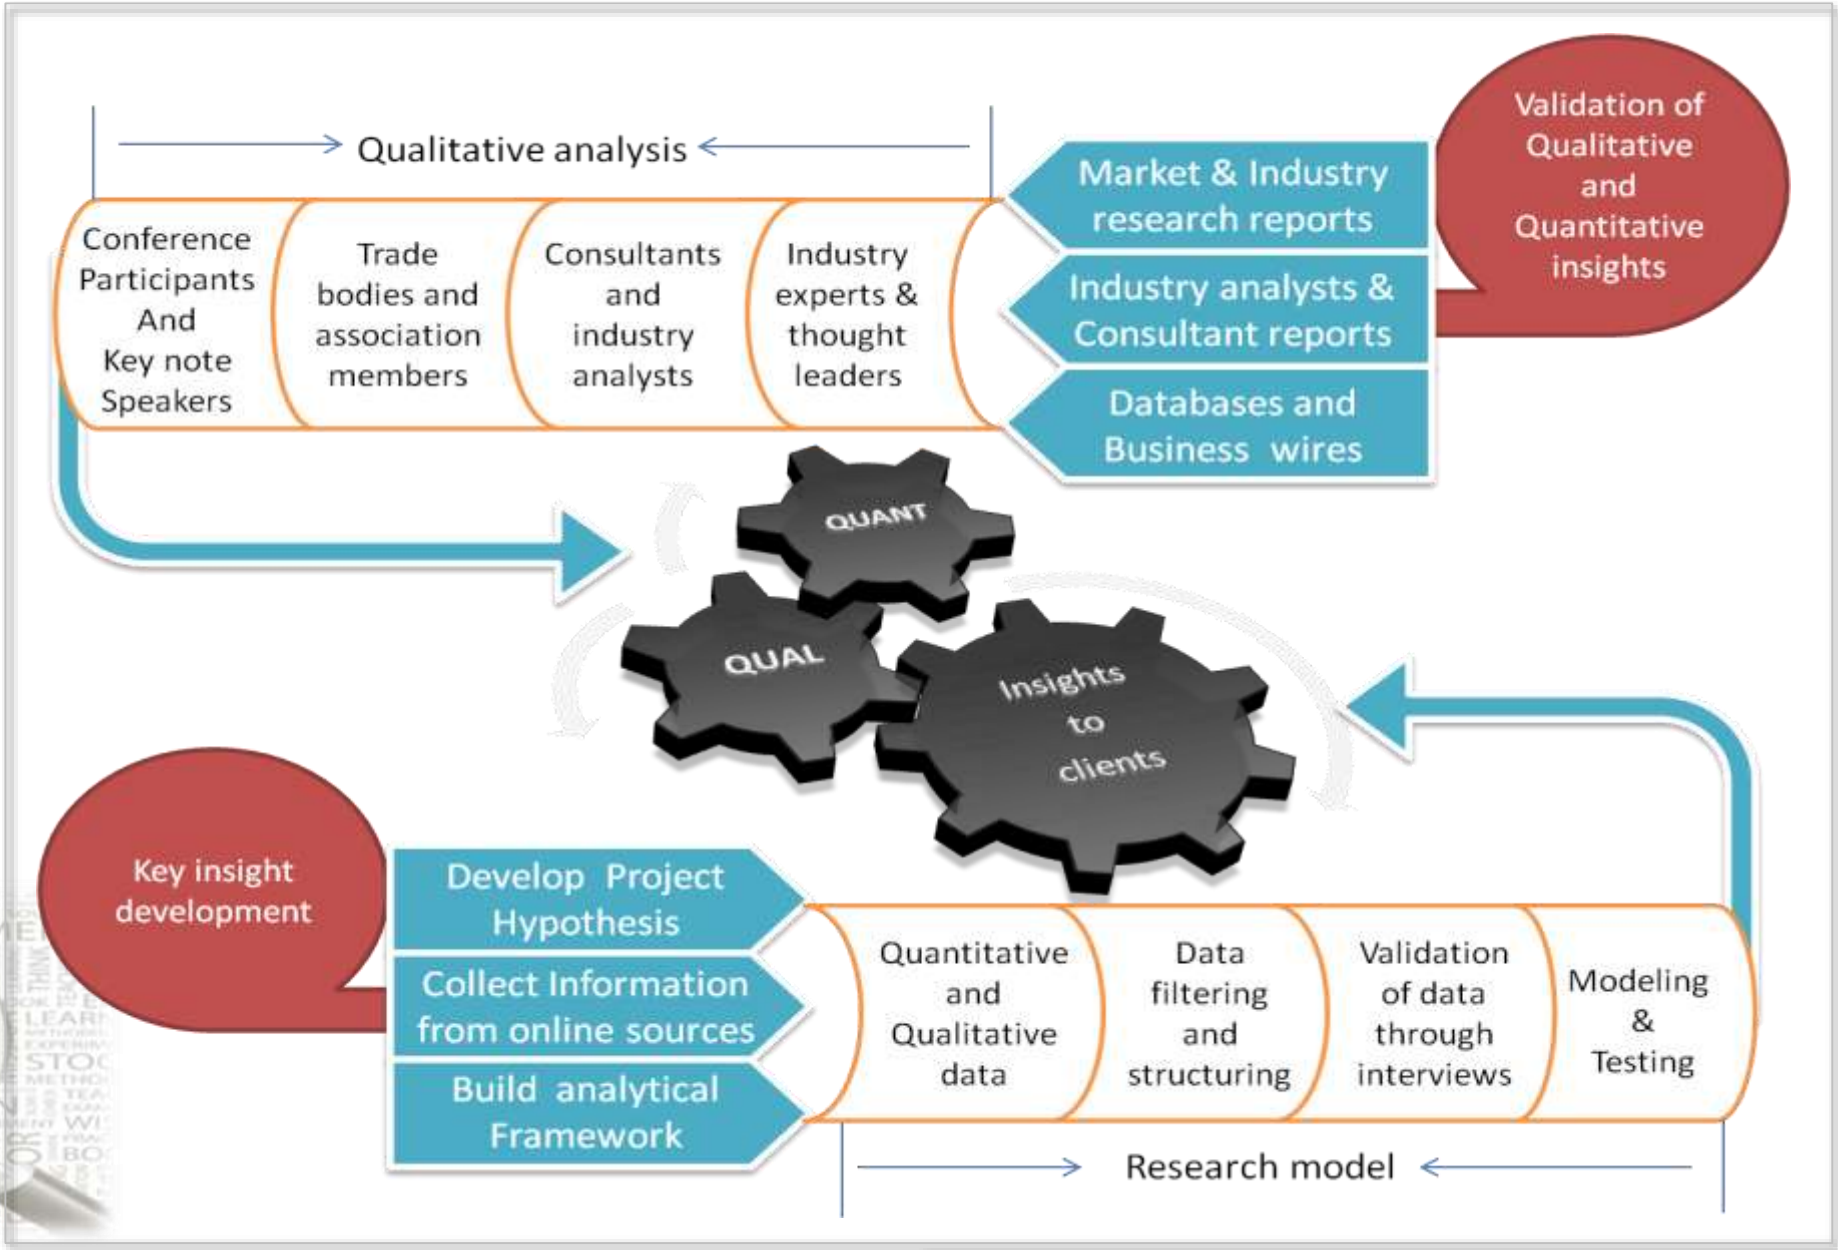 Qualitative analysis
Conference
Participants
And
Key note
Speakers
Trade
bodies and
association
members
Consultants
and
industry
analysts
Industry
experts &
thought
leaders
Market & Industry
research reports
Industry analysts &
Consultant reports
Databases and
Business wires
Validation of
Qualitative
and
Quantitative
insights
QUANT
QUAL
Insights
to
clients
Key insight
development
Develop Project
Hypothesis
Collect Information
from online sources
Build analytical
Framework
Quantitative
and
Qualitative
data
Data
filtering
and
structuring
Validation
of data
through
interviews
Modeling
&
Testing
Research model